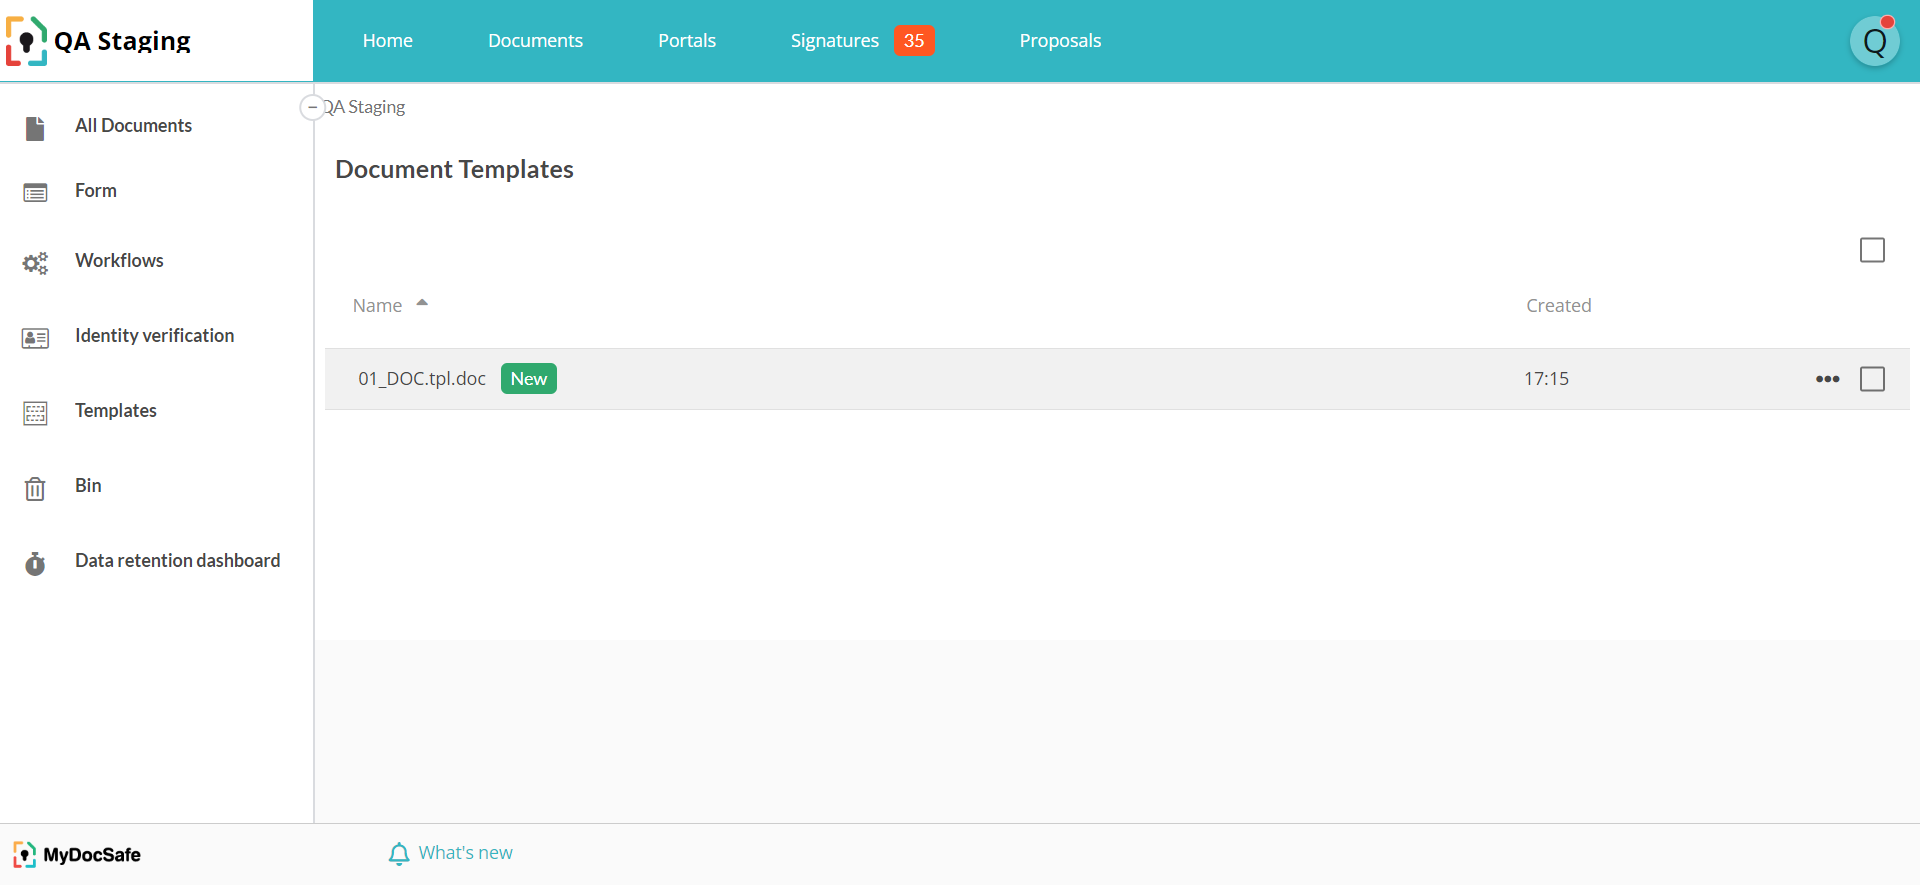 QA Staging
Home Documents Portals Signatures 35 Proposals
Q
All Documents
Form
Workflows
Identity verification
Templates
Bin
Data retention dashboard
QA Staging
Document Templates
Name Created
01_DOC.tpl.doc New 17:15
MyDocSafe
What's new